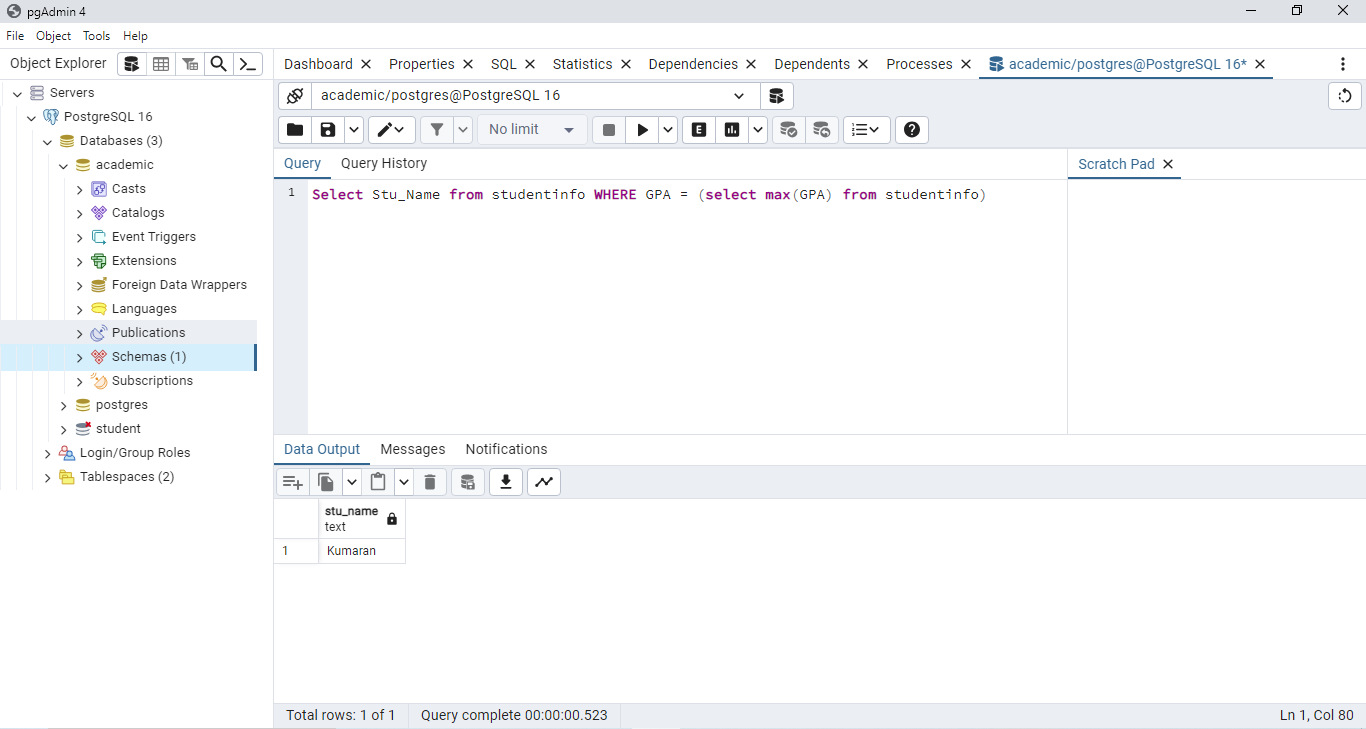 pgAdmin 4
File Object Tools Help
Object Explorer
Dashboard Properties SQL Statistics Dependencies Dependents Processes academic/postgres@PostgreSQL 16*
Servers
PostgreSQL 16
Databases (3)
academic
Casts
Catalogs
Event Triggers
Extensions
Foreign Data Wrappers
Languages
Publications
Schemas (1)
Subscriptions
postgres
student
Login/Group Roles
Tablespaces (2)
academic/postgres@PostgreSQL 16
No limit
E
Query Query History
Scratch Pad
1 Select Stu_Name from studentinfo WHERE GPA = (select max(GPA) from studentinfo)
Data Output Messages Notifications
stu_name
text
1 Kumaran
Total rows: 1 of 1 Query complete 00:00:00.523 Ln 1, Col 80